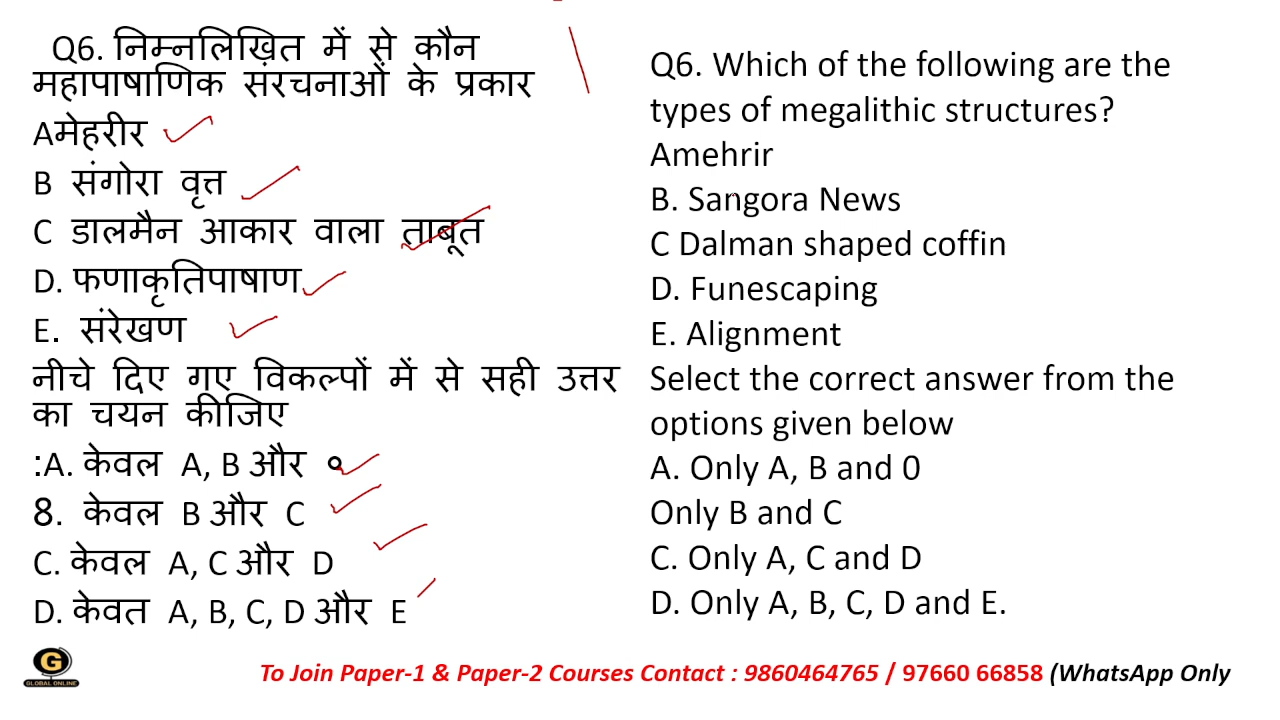 Q6. निम्नलिखि़त में से कौन
महापाषाणिक संरचनाओं के प्रकार
Aमेहरीर
B संगोरा वृत्त
C डालमैन आकार वाला ताबूत
D. फणाकृतिपाषाण
E. संरेखण
नीचे दिए गए विकल्पों में से सही उत्तर
का चयन कीजिए
:A. केवल A, B और ०
8. केवल B और C
C. केवल A, C और D
D. केवत A, B, C, D और E
Q6. Which of the following are the
types of megalithic structures?
Amehrir
B. Sangora News
C Dalman shaped coffin
D. Funescaping
E. Alignment
Select the correct answer from the
options given below
A. Only A, B and 0
Only B and C
C. Only A, C and D
D. Only A, B, C, D and E.
G
GLOBAL ONLINE
To Join Paper-1 & Paper-2 Courses Contact : 9860464765 / 97660 66858 (WhatsApp Only